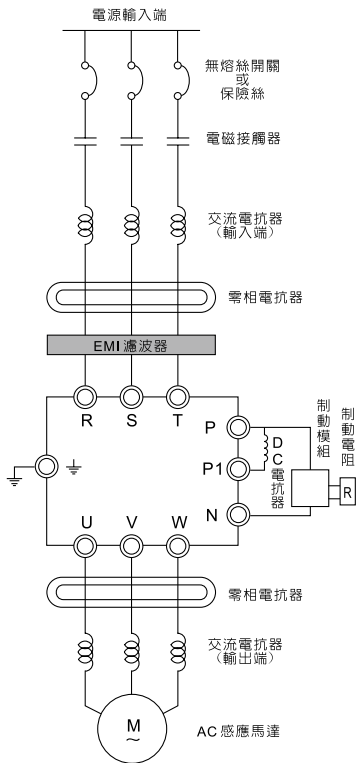 電源輸入端
無熔絲開關
或
保險絲
電磁接觸器
交流電抗器
（輸入端）
零相電抗器
EMI 濾波器
R S T
P
P1
N
DC電抗器
制動模組
制動電阻
R
U V W
零相電抗器
交流電抗器
（輸出端）
M
~
AC 感應馬達